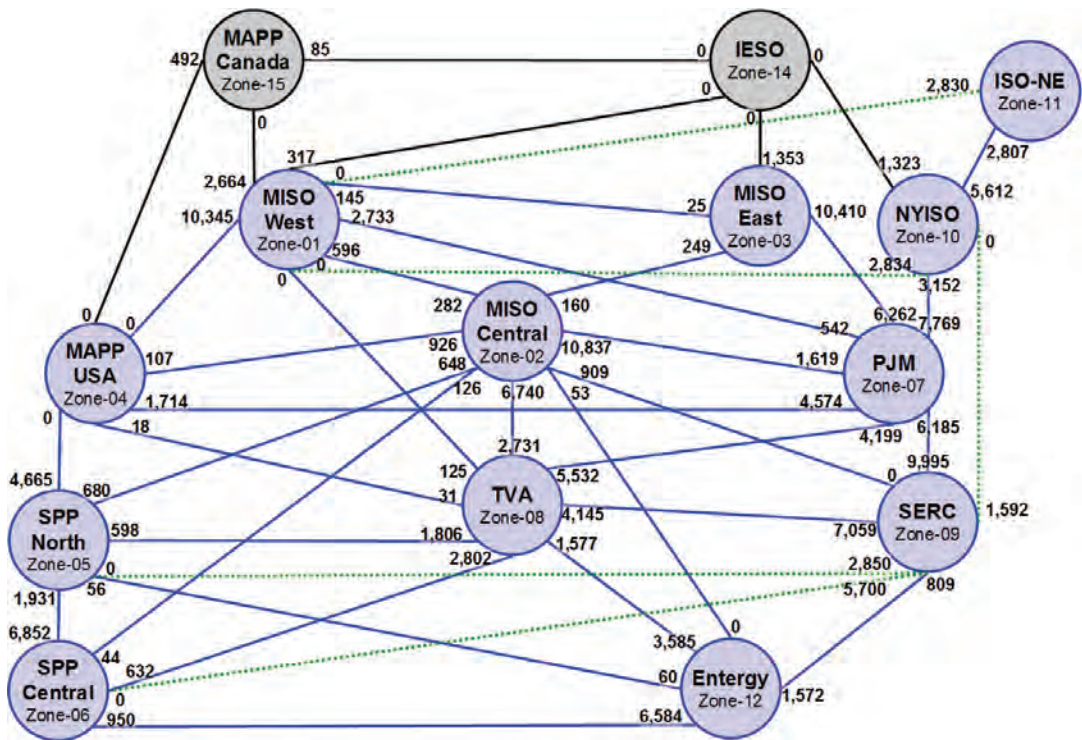 MAPP
Canada
Zone-15
492
85
0
0
IESO
Zone-14
0
0
0
0
ISO-NE
Zone-11
2,830
2,807
317
0
1,353
1,323
5,612
2,664
MISO
West
Zone-01
145
10,345
2,733
596
0
0
25
MISO
East
Zone-03
10,410
249
NYISO
Zone-10
0
2,834
3,152
282
MISO
Central
Zone-02
160
6,262
7,769
542
0
0
MAPP
USA
Zone-04
107
926
648
126
10,837
909
53
6,740
1,619
PJM
Zone-07
1,714
0
18
4,574
4,199
6,185
2,731
125
31
TVA
Zone-08
5,532
4,145
1,577
0
9,995
SERC
Zone-09
7,059
1,592
4,665
680
SPP
North
Zone-05
598
1,806
2,802
0
56
2,850
5,700
809
1,931
6,852
44
SPP
Central
Zone-06
632
0
950
3,585
0
60
Entergy
Zone-12
1,572
6,584